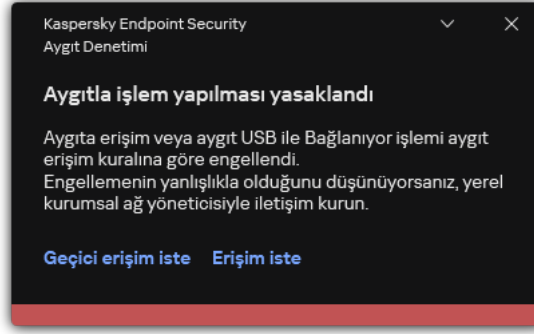 Kaspersky Endpoint Security
Aygıt Denetimi
Aygıtla işlem yapılması yasaklandı
Aygıta erişim veya aygıt USB ile Bağlanıyor işlemi aygıt
erişim kuralına göre engellendi.
Engellemenin yanlışlıkla olduğunu düşünüyorsanız, yerel
kurumsal ağ yöneticisiyle iletişim kurun.
Geçici erişim iste Erişim iste